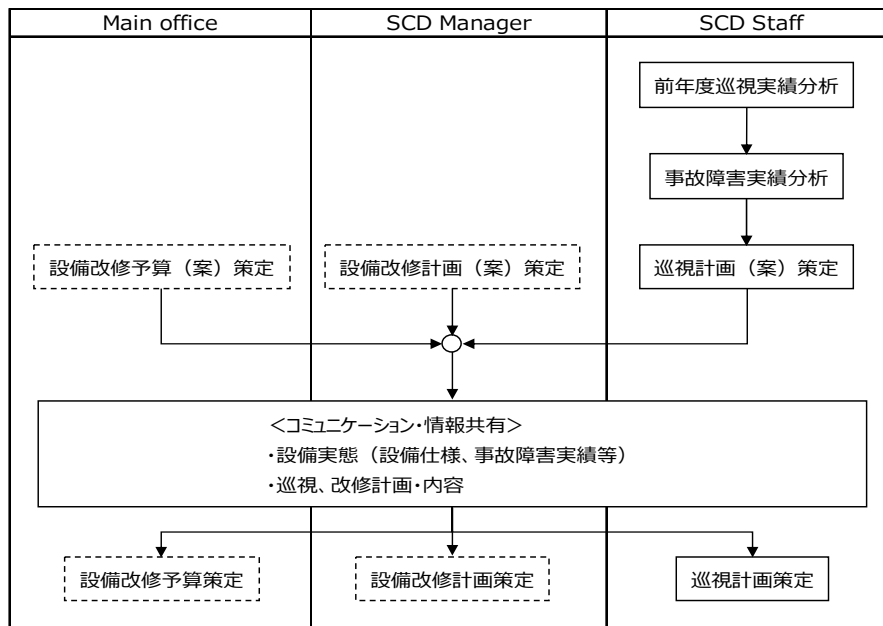 Main office
SCD Manager
SCD Staff
前年度巡視実績分析
事故障害実績分析
設備改修予算（案）策定
設備改修計画（案）策定
巡視計画（案）策定
＜コミュニケーション・情報共有＞
・設備実態（設備仕様、事故障害実績等）
・巡視、改修計画・内容
設備改修予算策定
設備改修計画策定
巡視計画策定